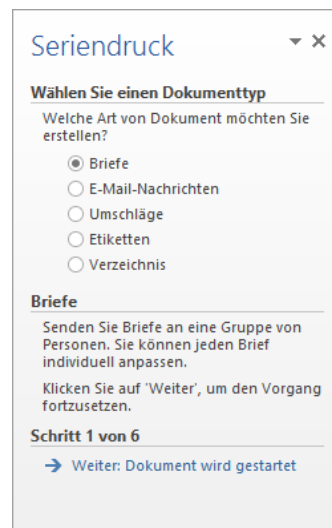 Seriendruck
Wählen Sie einen Dokumenttyp
Welche Art von Dokument möchten Sie
erstellen?
Briefe
E-Mail-Nachrichten
Umschläge
Etiketten
Verzeichnis
Briefe
Senden Sie Briefe an eine Gruppe von
Personen. Sie können jeden Brief
individuell anpassen.
Klicken Sie auf 'Weiter', um den Vorgang
fortzusetzen.
Schritt 1 von 6
Weiter: Dokument wird gestartet